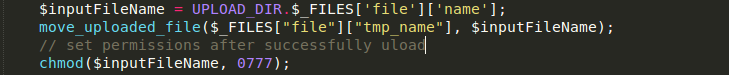 $inputFileName = UPLOAD_DIR.$_FILES['file']['name'];
move_uploaded_file($_FILES["file"]["tmp_name"], $inputFileName);
// set permissions after successfully uload
chmod($inputFileName, 0777);